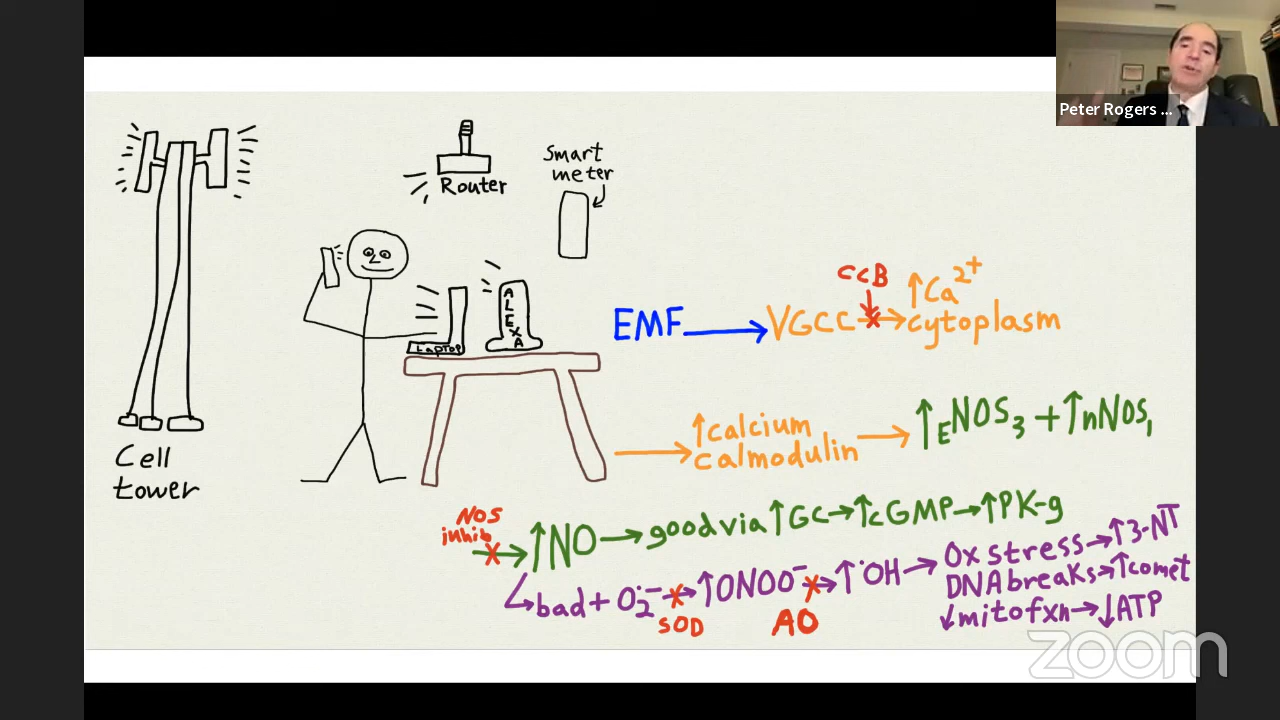 Peter Rogers ...
Smart
meter
Router
ALEXA
Laptop
Cell
tower
CCB
EMF → VGCC → ↑Ca2+
cytoplasm
→ ↑calcium
calmodulin → ↑eNOS3 + ↑nNOS1
NOS
inhib
→ ↑NO → good via ↑GC → ↑cGMP → ↑PK-g
↳ bad + O2·− → ↑ONOO− → ↑·OH → Ox stress → ↑3-NT
SOD
AO
DNA breaks → ↑comet
↓mito fxn → ↓ATP
zoom